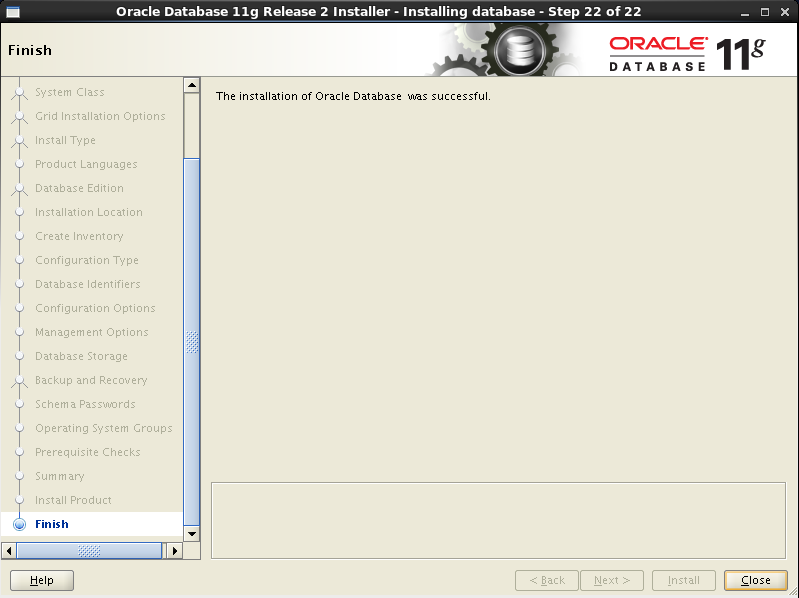 Oracle Database 11g Release 2 Installer - Installing database - Step 22 of 22
Finish
ORACLE®
DATABASE
11g
System Class
Grid Installation Options
Install Type
Product Languages
Database Edition
Installation Location
Create Inventory
Configuration Type
Database Identifiers
Configuration Options
Management Options
Database Storage
Backup and Recovery
Schema Passwords
Operating System Groups
Prerequisite Checks
Summary
Install Product
Finish
The installation of Oracle Database  was successful.
Help
< Back
Next >
Install
Close